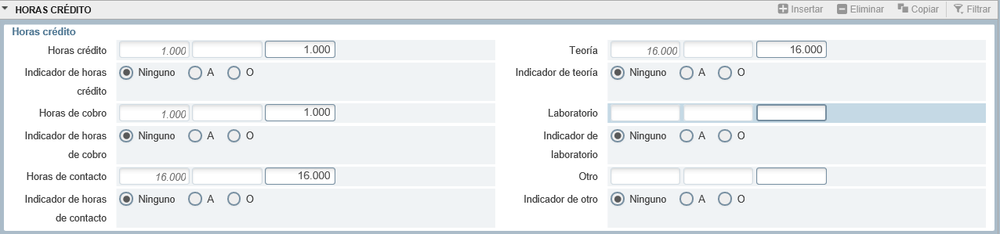 HORAS CRÉDITO Insertar Eliminar Copiar Filtrar
Horas crédito
Horas crédito 1.000 1.000 Teoría 16.000 16.000
Indicador de horas Ninguno A O Indicador de teoría Ninguno A O
crédito
Horas de cobro 1.000 1.000 Laboratorio
Indicador de horas Ninguno A O Indicador de Ninguno A O
de cobro laboratorio
Horas de contacto 16.000 16.000 Otro
Indicador de horas Ninguno A O Indicador de otro Ninguno A O
de contacto